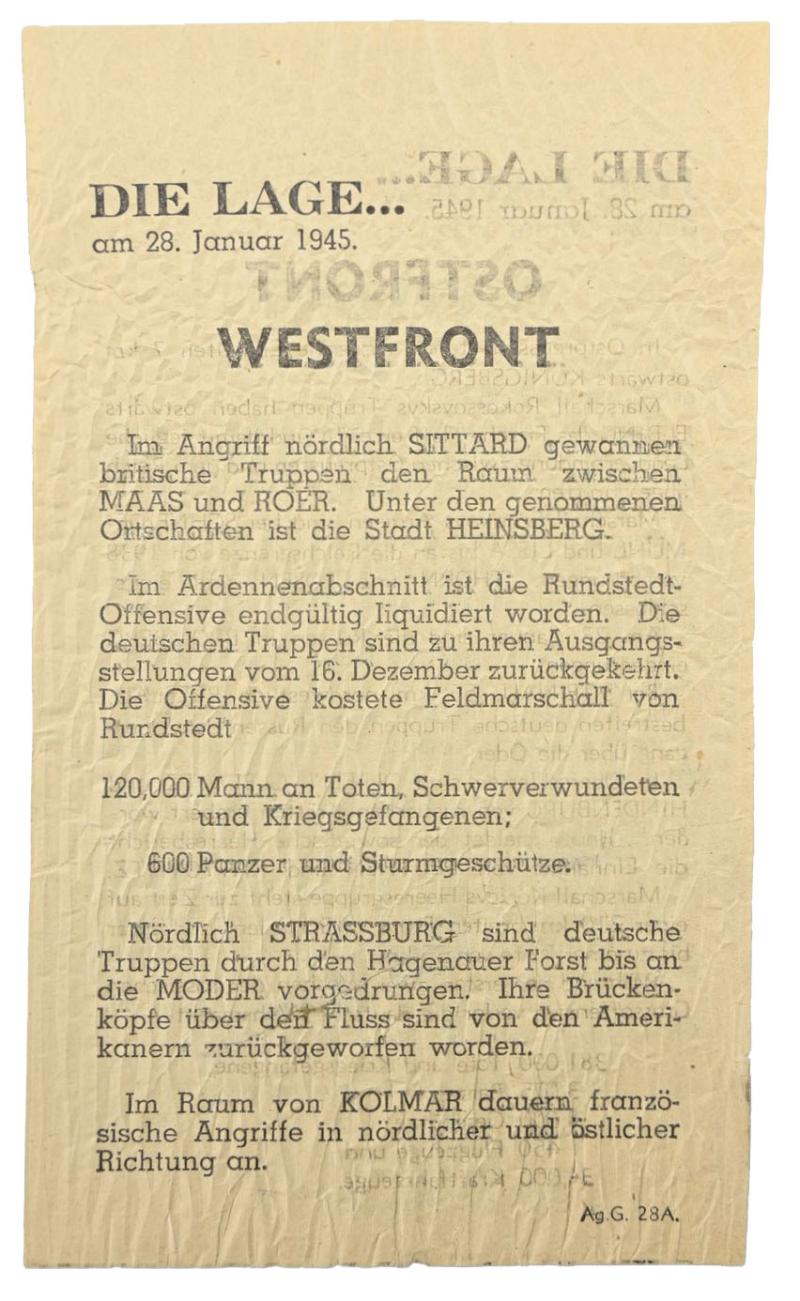 DIE LAGE...
am 28. Januar 1945.
WESTFRONT
Im Angriff nördlich SITTARD gewannen
britische Truppen den Raum zwischen
MAAS und ROER. Unter den genommenen
Ortschaften ist die Stadt HEINSBERG.
Im Ardennenabschnitt ist die Rundstedt-
Offensive endgültig liquidiert worden. Die
deutschen Truppen sind zu ihren Ausgangs-
stellungen vom 16. Dezember zurückgekehrt.
Die Offensive kostete Feldmarschall von
Rundstedt
120,000 Mann an Toten, Schwerverwundeten
und Kriegsgefangenen;
600 Panzer und Sturmgeschütze.
Nördlich STRASSBURG sind deutsche
Truppen durch den Hagenauer Forst bis an
die MODER vorgedrungen. Ihre Brücken-
köpfe über den Fluss sind von den Ameri-
kanern zurückgeworfen worden.
Im Raum von KOLMAR dauern franzö-
sische Angriffe in nördlicher und östlicher
Richtung an.
Ag.G. 28A.